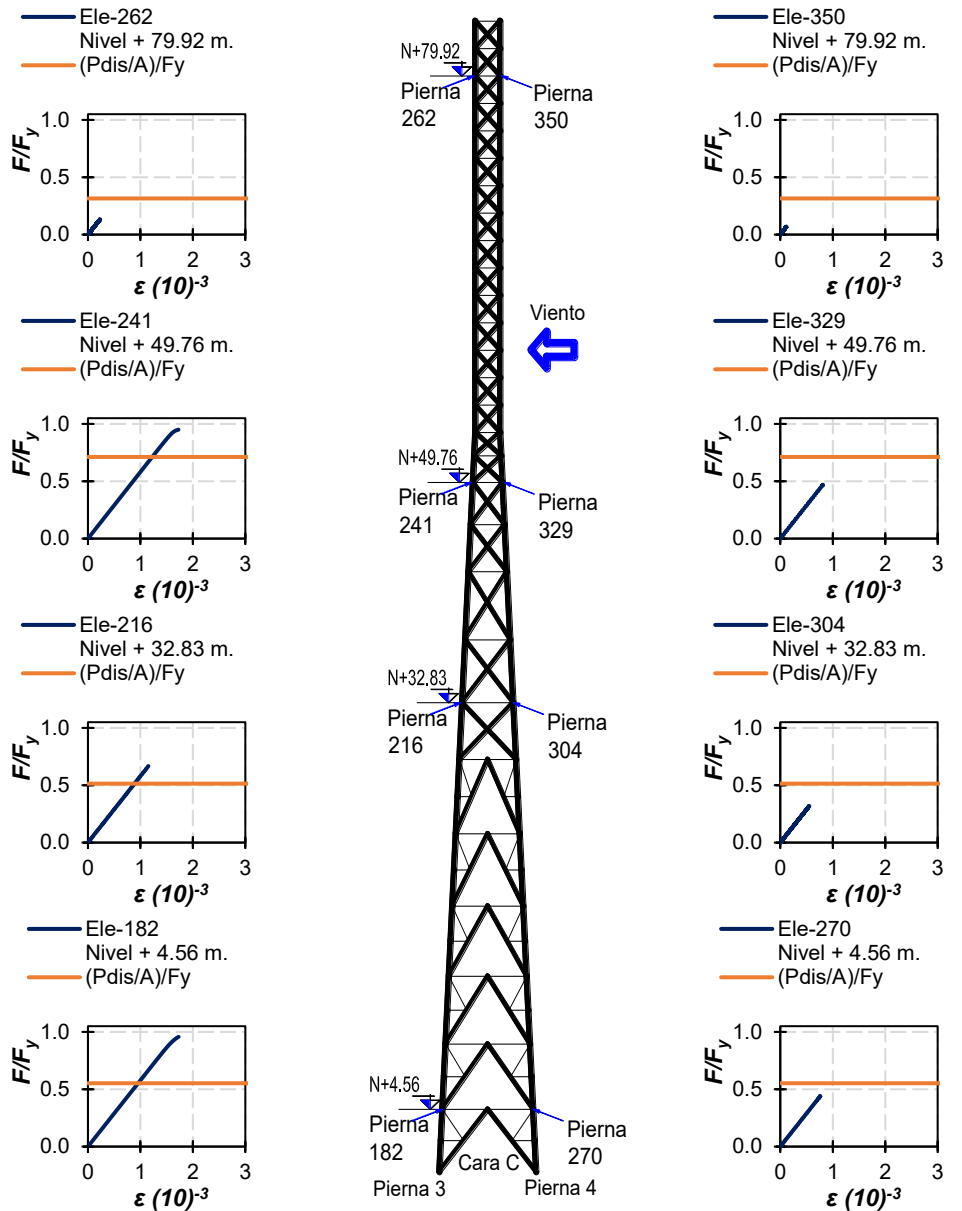 Ele-262
Nivel + 79.92 m.
(Pdis/A)/Fy
F/Fy
1.0
0.5
0.0
0 1 2 3
ε (10)-3
Ele-241
Nivel + 49.76 m.
(Pdis/A)/Fy
F/Fy
1.0
0.5
0.0
0 1 2 3
ε (10)-3
Ele-216
Nivel + 32.83 m.
(Pdis/A)/Fy
F/Fy
1.0
0.5
0.0
0 1 2 3
ε (10)-3
Ele-182
Nivel + 4.56 m.
(Pdis/A)/Fy
F/Fy
1.0
0.5
0.0
0 1 2 3
ε (10)-3
N+79.92
Pierna
262
Pierna
350
Viento
N+49.76
Pierna
241
Pierna
329
N+32.83
Pierna
216
Pierna
304
N+4.56
Pierna
182
Pierna
270
Cara C
Pierna 3
Pierna 4
Ele-350
Nivel + 79.92 m.
(Pdis/A)/Fy
F/Fy
1.0
0.5
0.0
0 1 2 3
ε (10)-3
Ele-329
Nivel + 49.76 m.
(Pdis/A)/Fy
F/Fy
1.0
0.5
0.0
0 1 2 3
ε (10)-3
Ele-304
Nivel + 32.83 m.
(Pdis/A)/Fy
F/Fy
1.0
0.5
0.0
0 1 2 3
ε (10)-3
Ele-270
Nivel + 4.56 m.
(Pdis/A)/Fy
F/Fy
1.0
0.5
0.0
0 1 2 3
ε (10)-3